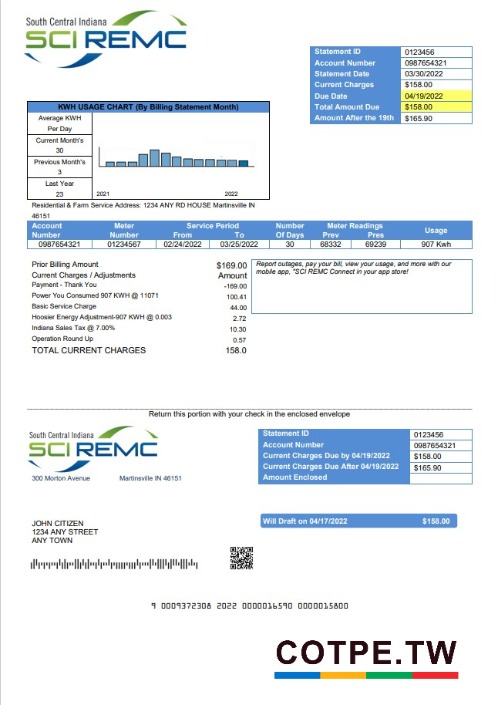 South Central Indiana
SCI REMC
Statement ID 0123456
Account Number 0987654321
Statement Date 03/30/2022
Current Charges $158.00
Due Date 04/19/2022
Total Amount Due $158.00
Amount After the 19th $165.90
KWH USAGE CHART (By Billing Statement Month)
Average KWH
Per Day
Current Month's
30
Previous Month's
3
Last Year
23
2021 2022
Residential & Farm Service Address: 1234 ANY RD HOUSE Martinsville IN
46151
Account Number Meter Number Service Period From To Number Of Days Meter Readings Prev Pres Usage
0987654321 01234567 02/24/2022 03/25/2022 30 68332 69239 907 Kwh
Prior Billing Amount $169.00
Current Charges / Adjustments Amount
Payment - Thank You -169.00
Power You Consumed 907 KWH @ 11071 100.41
Basic Service Charge 44.00
Hoosier Energy Adjustment-907 KWH @ 0.003 2.72
Indiana Sales Tax @ 7.00% 10.30
Operation Round Up 0.57
TOTAL CURRENT CHARGES 158.0
Report outages, pay your bill, view your usage, and more with our
mobile app, "SCI REMC Connect in your app store!
Return this portion with your check in the enclosed envelope
South Central Indiana
SCI REMC
300 Morton Avenue Martinsville IN 46151
Statement ID 0123456
Account Number 0987654321
Current Charges Due by 04/19/2022 $158.00
Current Charges Due After 04/19/2022 $165.90
Amount Enclosed
JOHN CITIZEN
1234 ANY STREET
ANY TOWN
Will Draft on 04/17/2022 $158.00
9 0009372308 2022 0000016590 0000015800
COTPE.TW